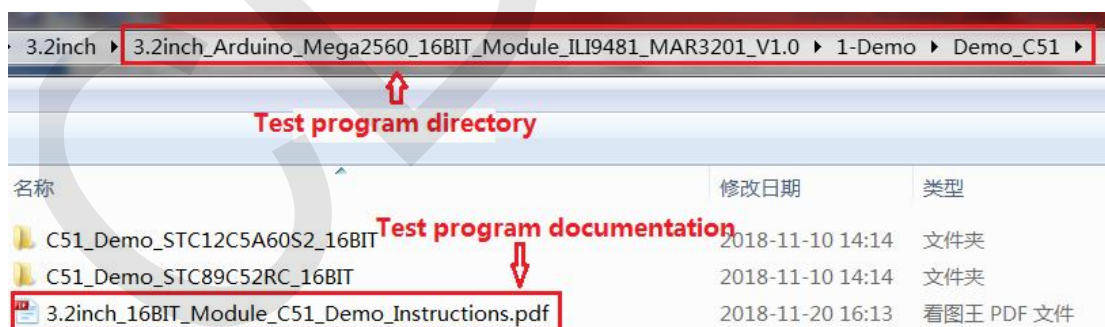 3.2inch ▸ 3.2inch_Arduino_Mega2560_16BIT_Module_ILI9481_MAR3201_V1.0 ▸ 1-Demo ▸ Demo_C51 ▸
Test program directory
名称 修改日期 类型
Test program documentation
C51_Demo_STC12C5A60S2_16BIT 2018-11-10 14:14 文件夹
C51_Demo_STC89C52RC_16BIT 2018-11-10 14:14 文件夹
3.2inch_16BIT_Module_C51_Demo_Instructions.pdf 2018-11-20 16:13 看图王 PDF 文件